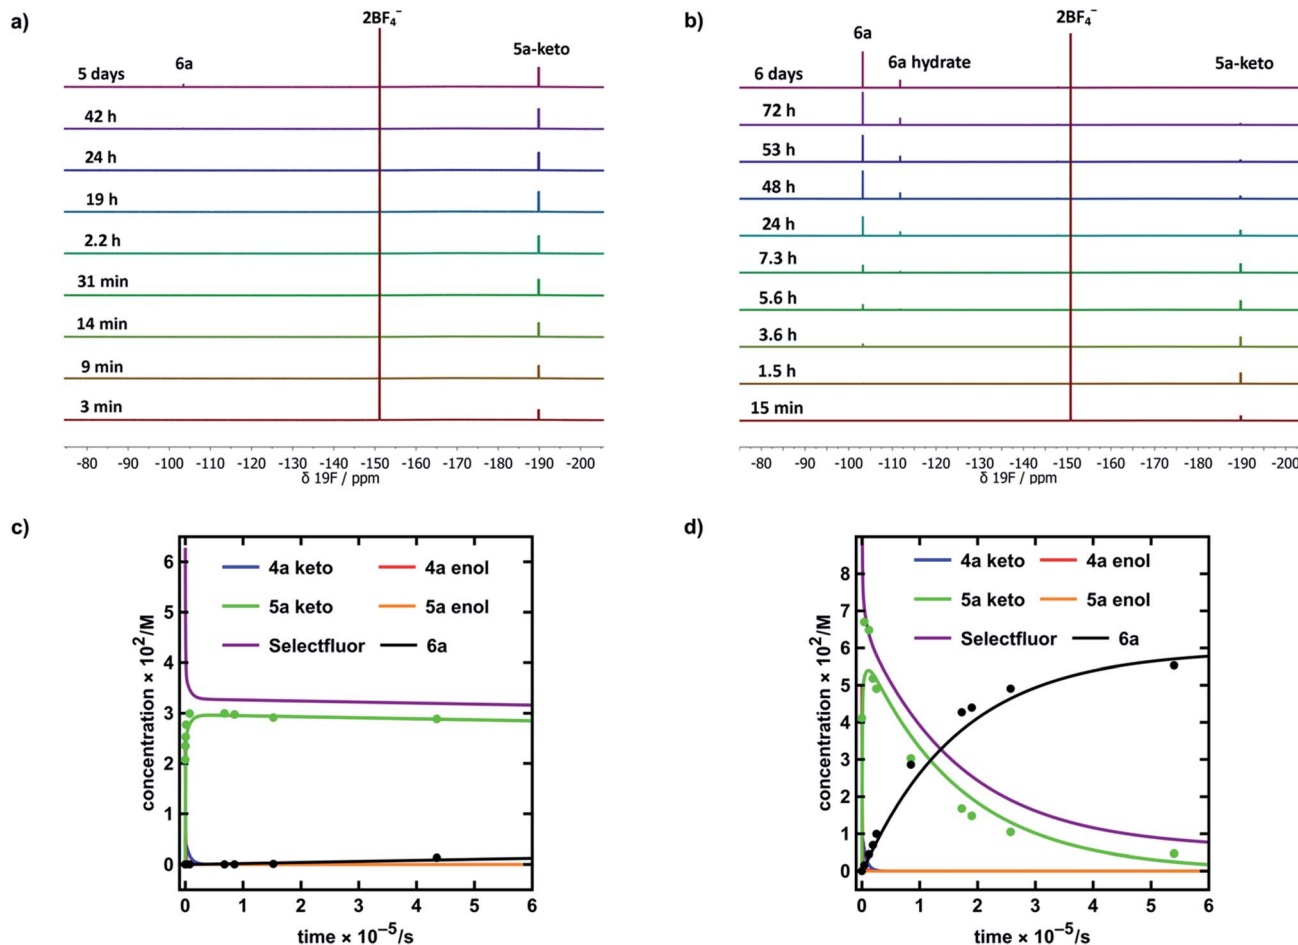 a)
2BF₄⁻
6a
5a-keto
5 days
42 h
24 h
19 h
2.2 h
31 min
14 min
9 min
3 min
-80 -90 -100 -110 -120 -130 -140 -150 -160 -170 -180 -190 -200
δ 19F / ppm
b)
2BF₄⁻
6a
6a hydrate
5a-keto
6 days
72 h
53 h
48 h
24 h
7.3 h
5.6 h
3.6 h
1.5 h
15 min
-80 -90 -100 -110 -120 -130 -140 -150 -160 -170 -180 -190 -200
δ 19F / ppm
c)
concentration × 10²/M
6
5
4
3
2
1
0
4a keto 4a enol
5a keto 5a enol
Selectfluor 6a
0 1 2 3 4 5 6
time × 10⁻⁵/s
d)
concentration × 10²/M
8
7
6
5
4
3
2
1
0
4a keto 4a enol
5a keto 5a enol
Selectfluor 6a
0 1 2 3 4 5 6
time × 10⁻⁵/s